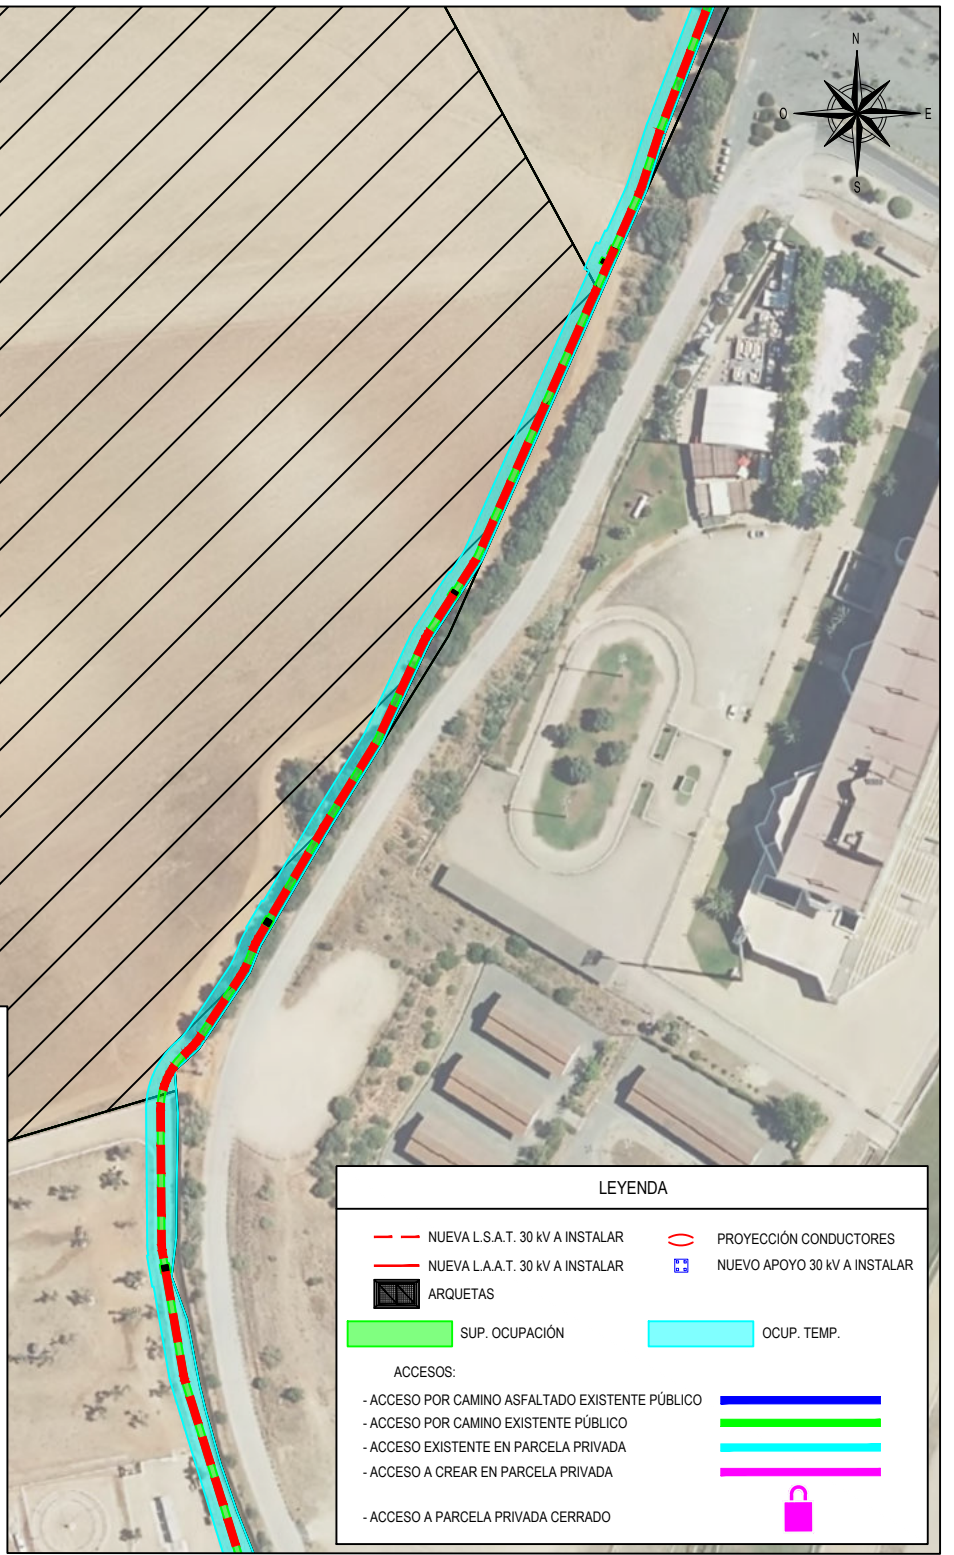 N
O
E
S
LEYENDA
NUEVA L.S.A.T. 30 kV A INSTALAR
PROYECCIÓN CONDUCTORES
NUEVA L.A.A.T. 30 kV A INSTALAR
NUEVO APOYO 30 kV A INSTALAR
ARQUETAS
SUP. OCUPACIÓN
OCUP. TEMP.
ACCESOS:
- ACCESO POR CAMINO ASFALTADO EXISTENTE PÚBLICO
- ACCESO POR CAMINO EXISTENTE PÚBLICO
- ACCESO EXISTENTE EN PARCELA PRIVADA
- ACCESO A CREAR EN PARCELA PRIVADA
- ACCESO A PARCELA PRIVADA CERRADO